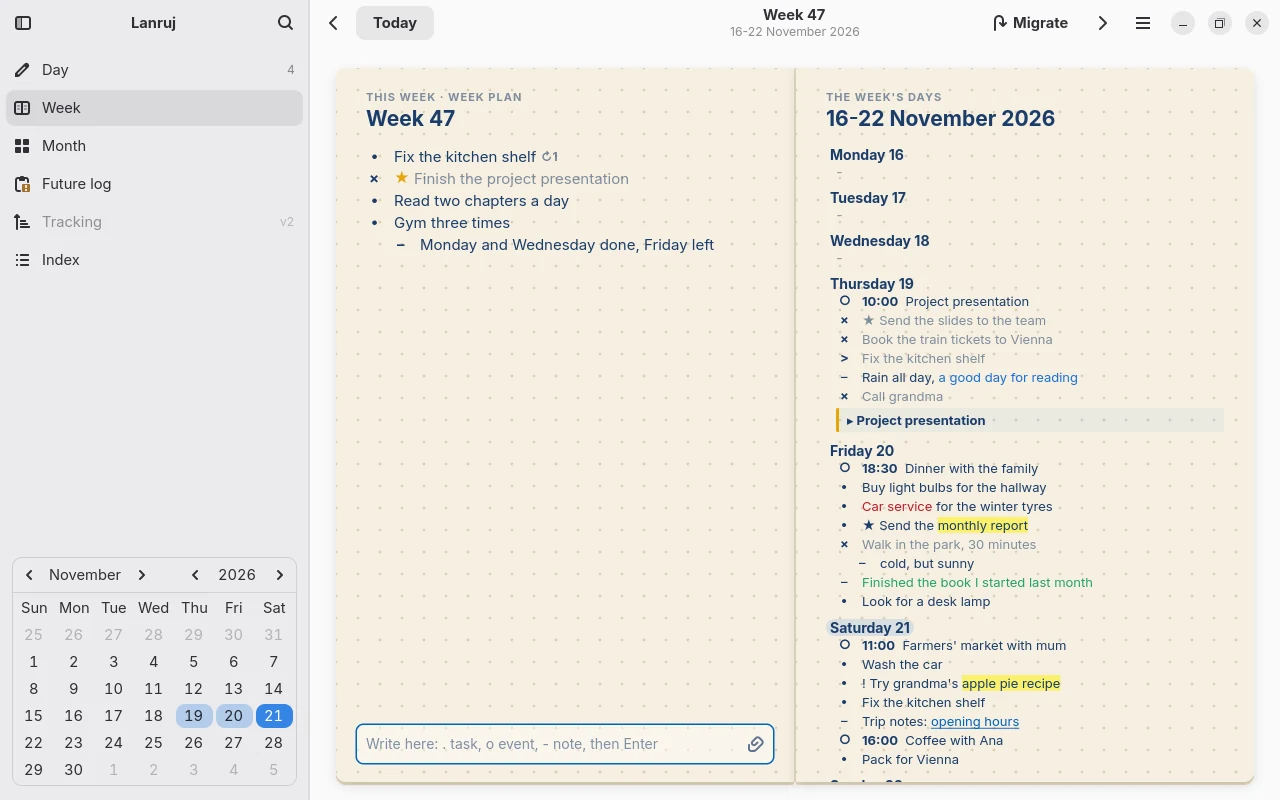 Lanruj
Day 4
Week
Month
Future log
Tracking v2
Index
November 2026
Sun Mon Tue Wed Thu Fri Sat
25 26 27 28 29 30 31
1 2 3 4 5 6 7
8 9 10 11 12 13 14
15 16 17 18 19 20 21
22 23 24 25 26 27 28
29 30 1 2 3 4 5
Today
Week 47
16-22 November 2026
Migrate
THIS WEEK · WEEK PLAN
Week 47
• Fix the kitchen shelf ↻1
× ★ Finish the project presentation
• Read two chapters a day
• Gym three times
– Monday and Wednesday done, Friday left
Write here: . task, o event, - note, then Enter
THE WEEK'S DAYS
16-22 November 2026
Monday 16
–
Tuesday 17
–
Wednesday 18
–
Thursday 19
O 10:00 Project presentation
× ★ Send the slides to the team
× Book the train tickets to Vienna
> Fix the kitchen shelf
– Rain all day, a good day for reading
× Call grandma
▸ Project presentation
Friday 20
O 18:30 Dinner with the family
• Buy light bulbs for the hallway
• Car service for the winter tyres
• ★ Send the monthly report
× Walk in the park, 30 minutes
– cold, but sunny
– Finished the book I started last month
• Look for a desk lamp
Saturday 21
O 11:00 Farmers' market with mum
• Wash the car
• ! Try grandma's apple pie recipe
• Fix the kitchen shelf
– Trip notes: opening hours
O 16:00 Coffee with Ana
• Pack for Vienna